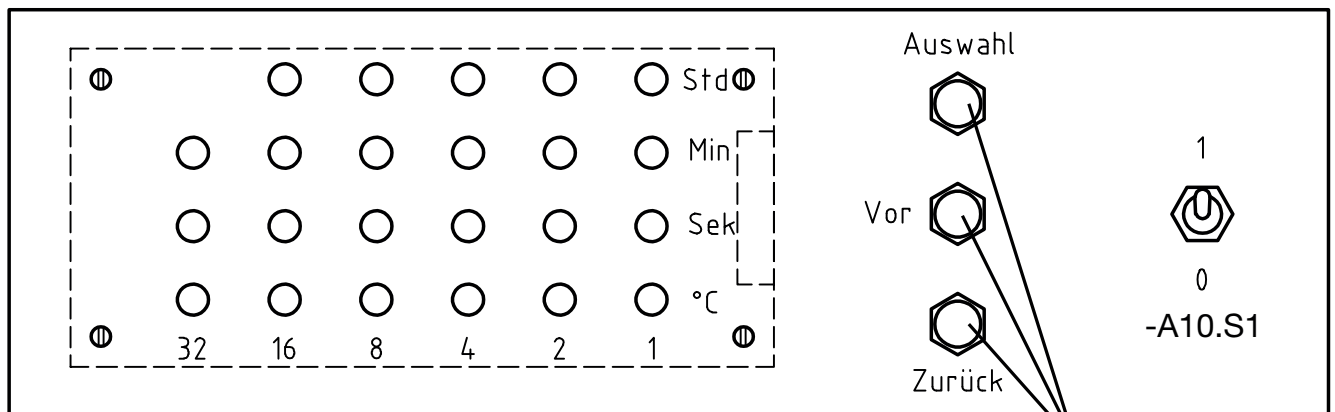 Auswahl
Std
Min
Vor
Sek
°C
32 16 8 4 2 1
Zurück
1
0
-A10.S1